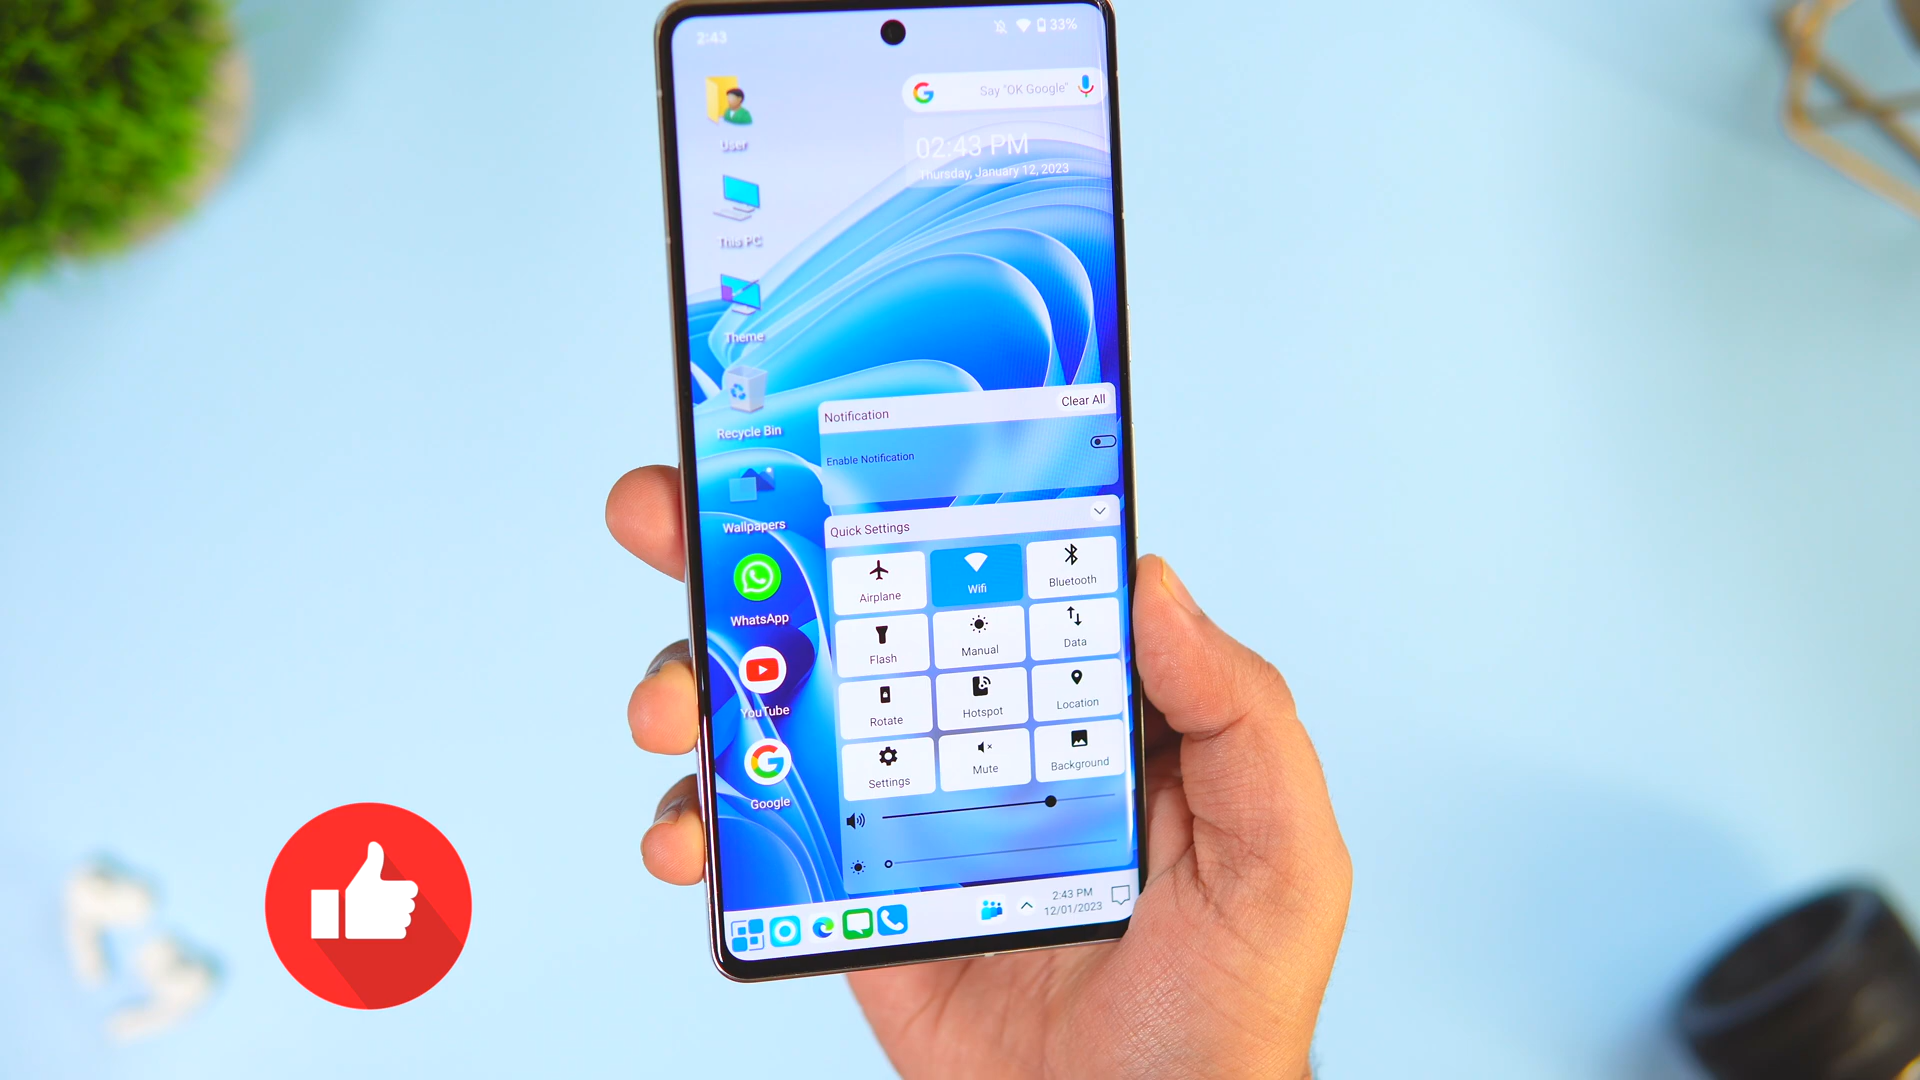 2:43
33%
Say "OK Google"
02:43 PM
Thursday, January 12, 2023
User
This PC
Theme
Recycle Bin
Wallpapers
WhatsApp
YouTube
Google
Notification
Clear All
Enable Notification
Quick Settings
Airplane
Wifi
Bluetooth
Flash
Manual
Data
Rotate
Hotspot
Location
Settings
Mute
Background
2:43 PM
12/01/2023